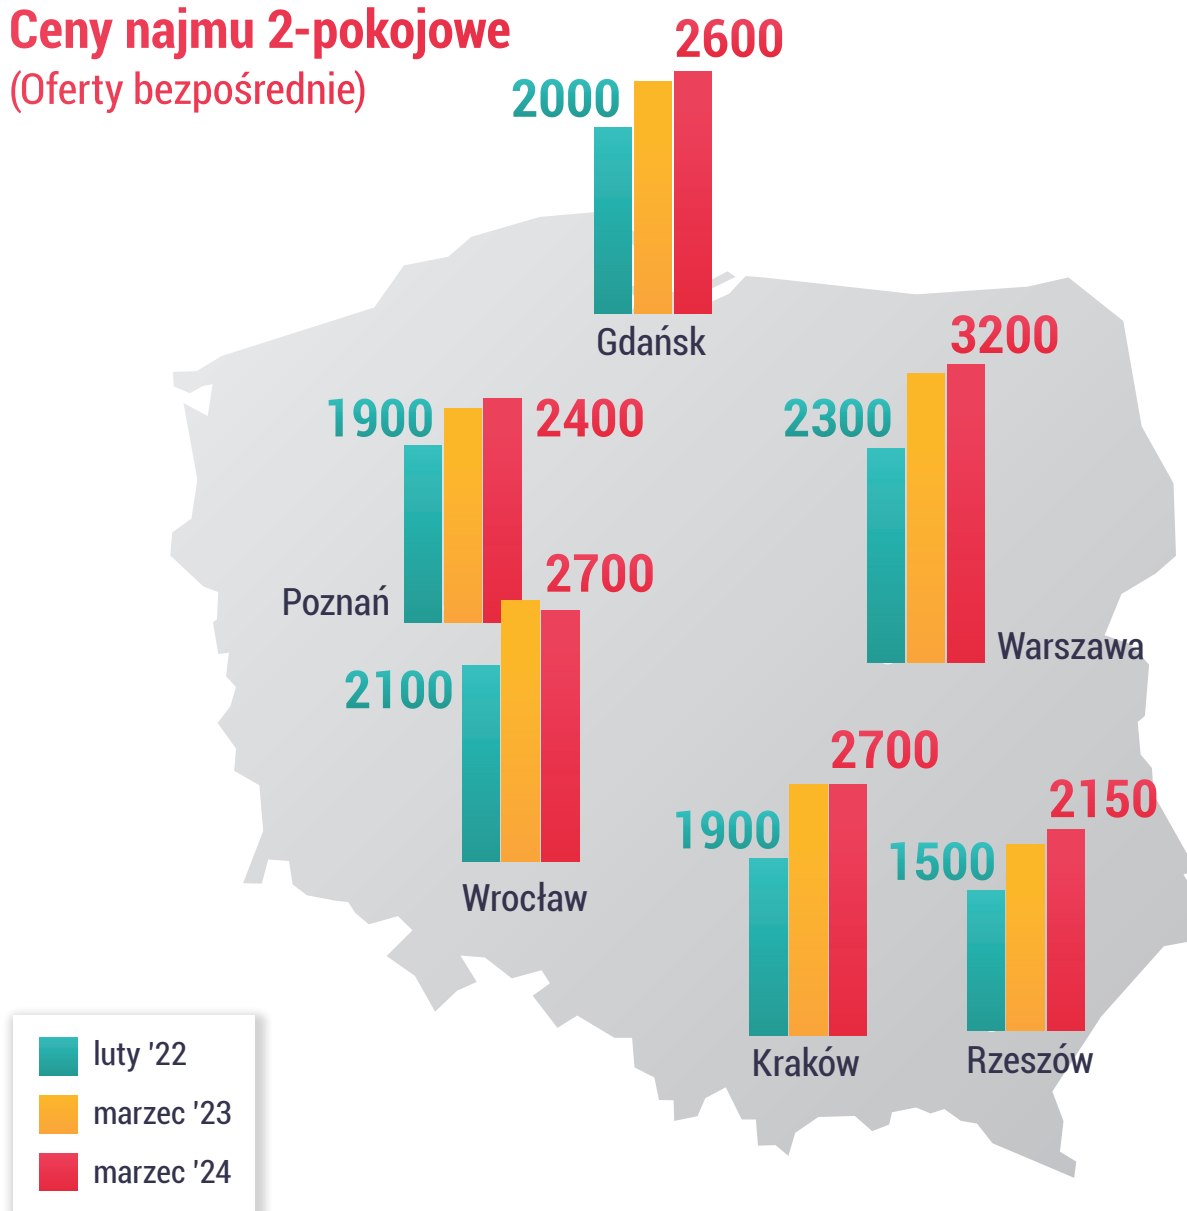 Ceny najmu 2-pokojowe
(Oferty bezpośrednie)
2600
2000
Gdańsk
3200
2300
Warszawa
1900
2400
Poznań
2700
2100
Wrocław
2700
1900
Kraków
2150
1500
Rzeszów
luty '22
marzec '23
marzec '24